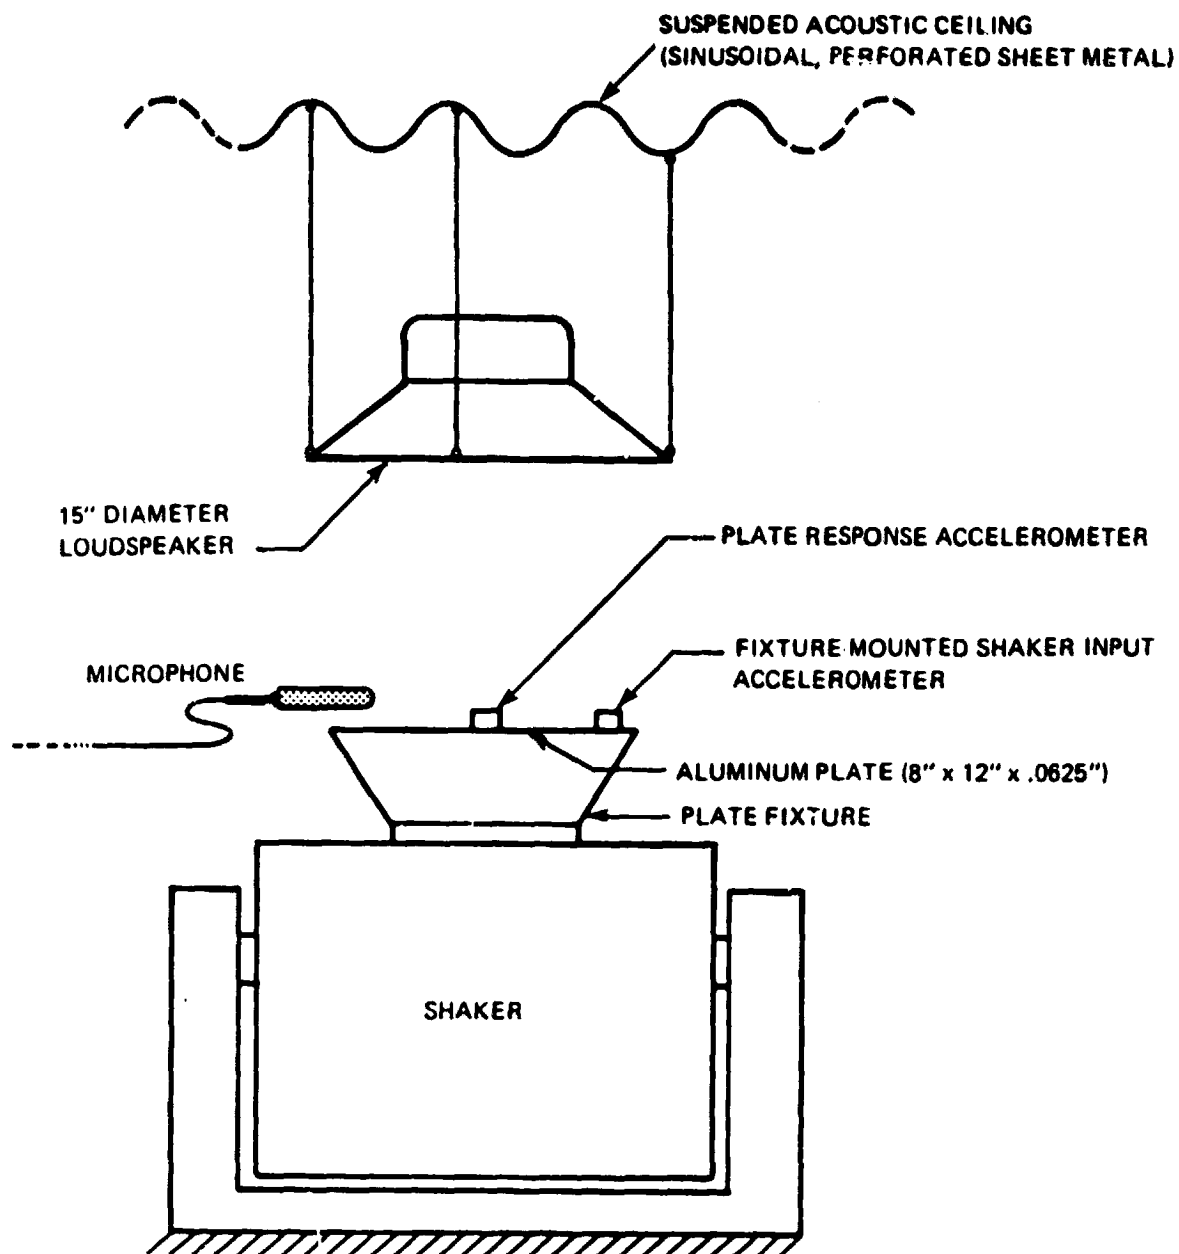 SUSPENDED ACOUSTIC CEILING
(SINUSOIDAL, PERFORATED SHEET METAL)
15" DIAMETER
LOUDSPEAKER
PLATE RESPONSE ACCELEROMETER
MICROPHONE
FIXTURE MOUNTED SHAKER INPUT
ACCELEROMETER
ALUMINUM PLATE (8" x 12" x .0625")
PLATE FIXTURE
SHAKER